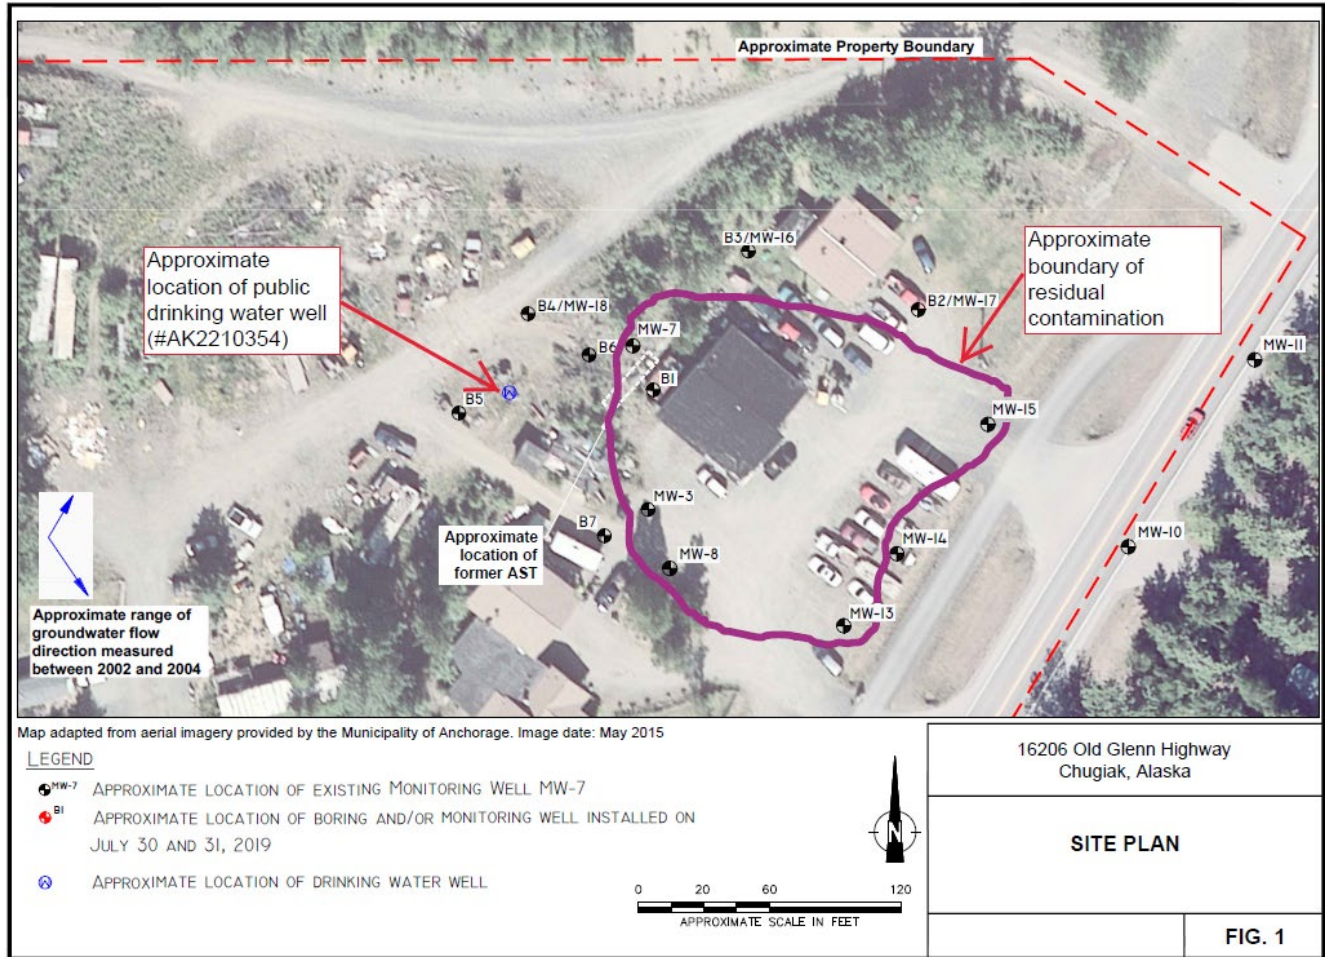 Approximate Property Boundary
B3/MW-16
Approximate
boundary of
residual
contamination
Approximate
location of public
drinking water well
(#AK2210354)
B4/MW-18
B2/MW-17
MW-7
B6
MW-11
B1
B5
MW-15
MW-3
B7
Approximate
location of
former AST
MW-14
MW-10
MW-8
Approximate range of
groundwater flow
direction measured
between 2002 and 2004
MW-13
Map adapted from aerial imagery provided by the Municipality of Anchorage. Image date: May 2015
LEGEND
MW-7 APPROXIMATE LOCATION OF EXISTING MONITORING WELL MW-7
B1 APPROXIMATE LOCATION OF BORING AND/OR MONITORING WELL INSTALLED ON
JULY 30 AND 31, 2019
APPROXIMATE LOCATION OF DRINKING WATER WELL
N
0 20 60 120
APPROXIMATE SCALE IN FEET
16206 Old Glenn Highway
Chugiak, Alaska
SITE PLAN
FIG. 1